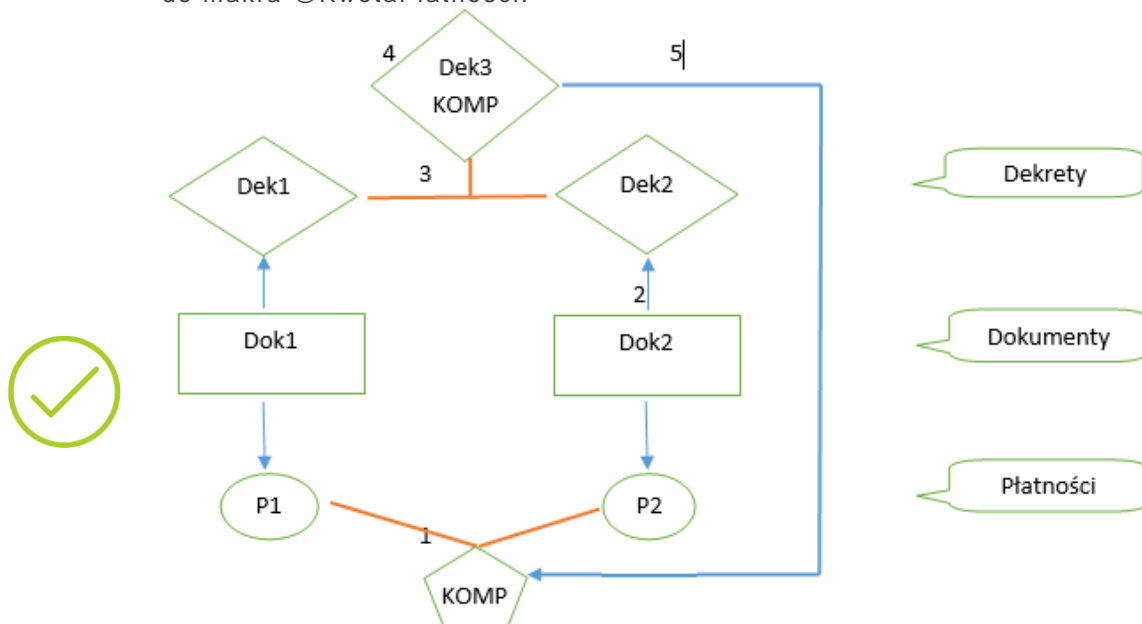 4
5
Dek3
KOMP
Dek1
3
Dek2
Dekrety
2
Dok1
Dok2
Dokumenty
P1
P2
Płatności
1
KOMP